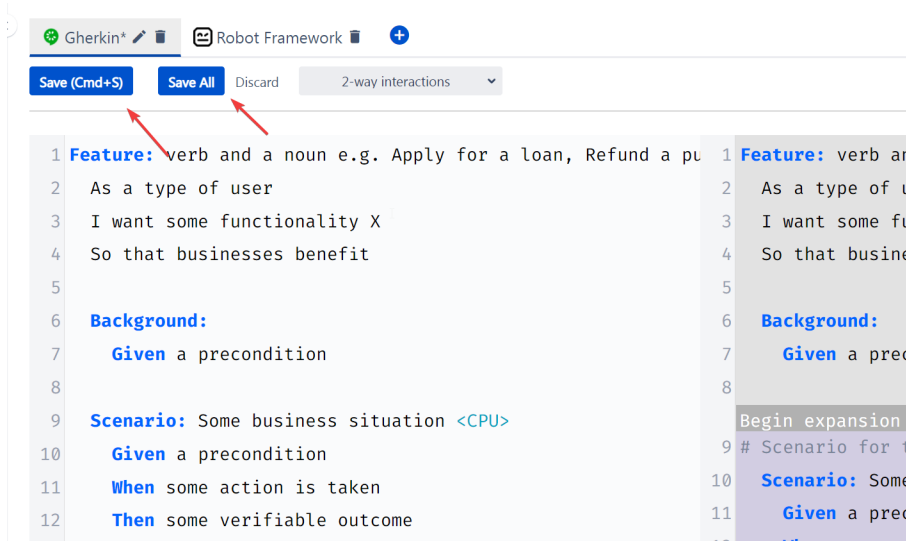 Gherkin* Robot Framework
Save (Cmd+S) Save All Discard 2-way interactions
1 Feature: verb and a noun e.g. Apply for a loan, Refund a pu
2 As a type of user
3 I want some functionality X
4 So that businesses benefit
5
6 Background:
7 Given a precondition
8
9 Scenario: Some business situation <CPU>
10 Given a precondition
11 When some action is taken
12 Then some verifiable outcome
1 Feature: verb an
2 As a type of u
3 I want some fu
4 So that busine
5
6 Background:
7 Given a prec
8
Begin expansion
9 # Scenario for t
10 Scenario: Some
11 Given a prec